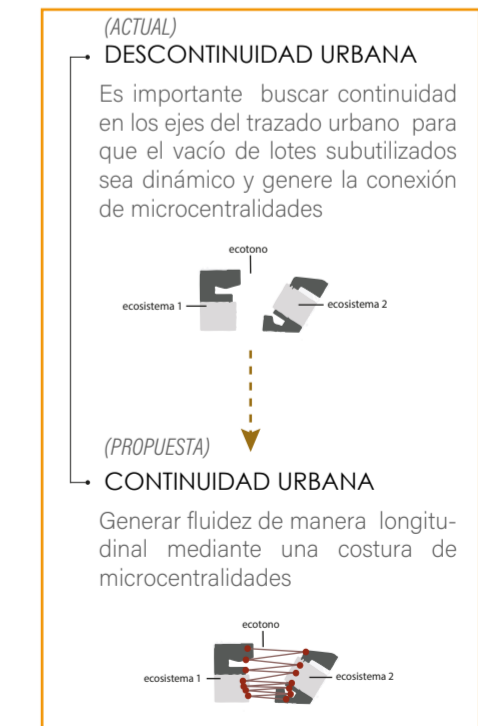 (ACTUAL)
DESCONTINUIDAD URBANA
Es importante buscar continuidad
en los ejes del trazado urbano para
que el vacío de lotes subutilizados
sea dinámico y genere la conexión
de microcentralidades
ecotono
ecosistema 1
ecosistema 2
(PROPUESTA)
CONTINUIDAD URBANA
Generar fluidez de manera longitu-
dinal mediante una costura de
microcentralidades
ecotono
ecosistema 1
ecosistema 2